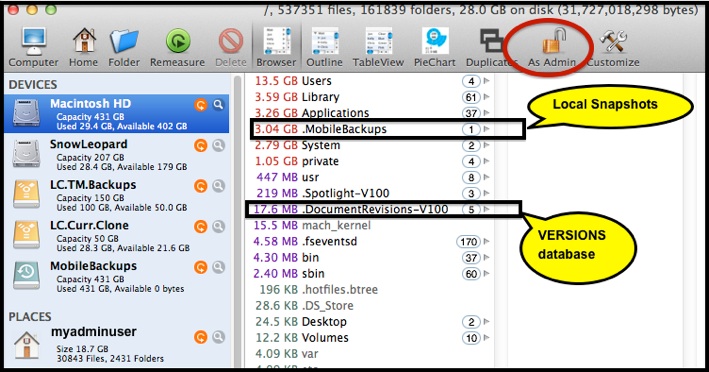 /, 537351 files, 161839 folders, 28.0 GB on disk (31,727,018,298 bytes)
Computer Home Folder Remeasure Delete Browser Outline TableView PieChart Duplicates As Admin Customize
DEVICES
Macintosh HD
Capacity 431 GB
Used 29.4 GB, Available 402 GB
SnowLeopard
Capacity 207 GB
Used 28.4 GB, Available 179 GB
LC.TM.Backups
Capacity 150 GB
Used 100 GB, Available 50.0 GB
LC.Curr.Clone
Capacity 50 GB
Used 28.3 GB, Available 21.6 GB
MobileBackups
Capacity 431 GB
Used 431 GB, Available 0 bytes
PLACES
myadminuser
Size 18.7 GB
30843 Files, 2431 Folders
13.5 GB Users 4
3.59 GB Library 61
3.26 GB Applications 37
3.04 GB .MobileBackups 1
2.79 GB System 2
1.05 GB private 4
447 MB usr 8
219 MB .Spotlight-V100 3
17.6 MB .DocumentRevisions-V100 5
15.5 MB mach_kernel
4.58 MB .fseventsd 170
4.30 MB bin 37
2.40 MB sbin 60
196 KB .hotfiles.btree
28.6 KB .DS_Store
24.5 KB Desktop 2
12.2 KB Volumes 10
4.09 KB var
Local Snapshots
VERSIONS
database